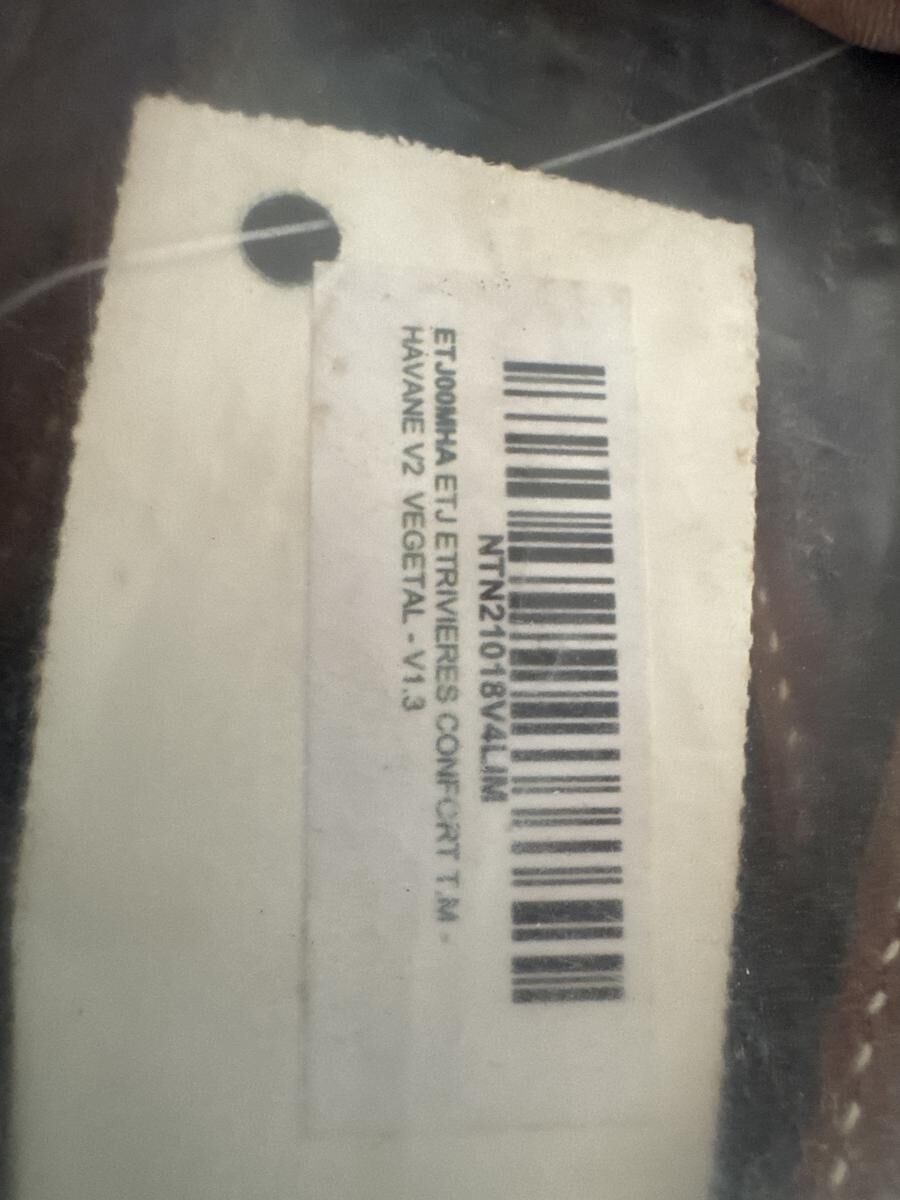 NTN21018V4LIM
ETJ00MHA ETJ ETRIVIERES CONFORT T.M -
HAVANE V2 VEGETAL - V1.3